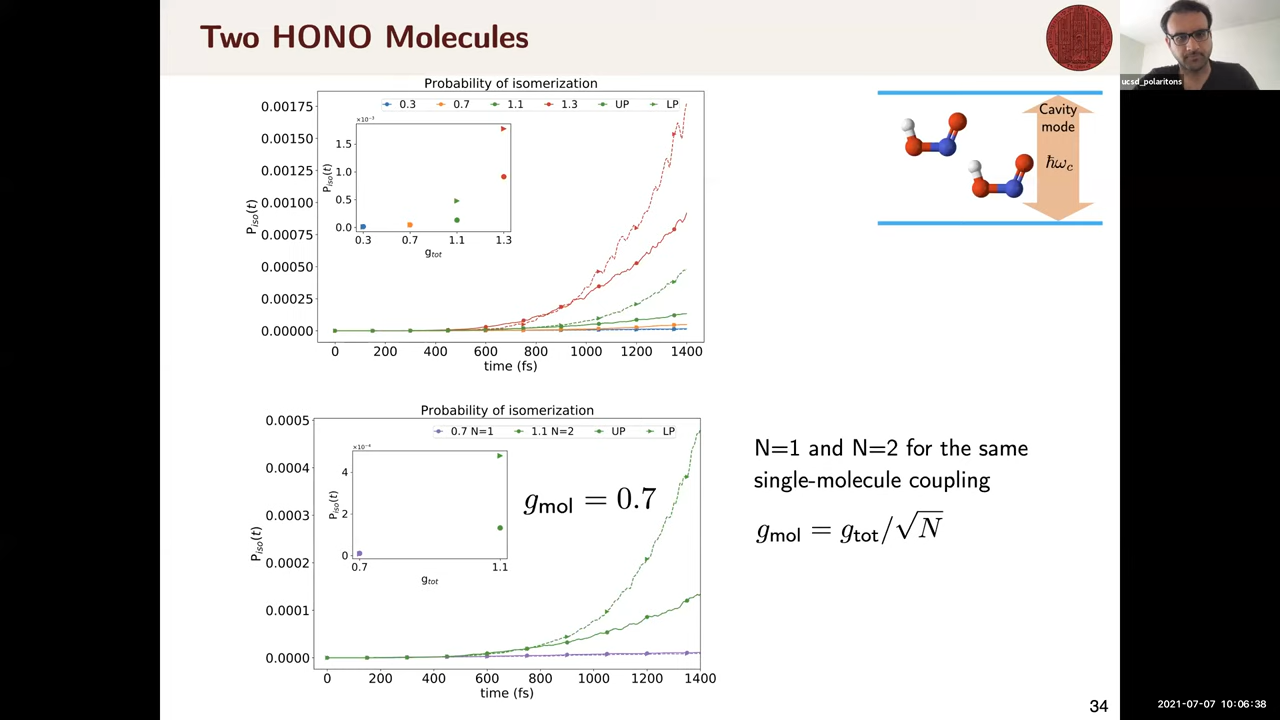 Two HONO Molecules
ucsd_polaritons
Probability of isomerization
0.3 0.7 1.1 1.3 UP LP
0.00175
0.00150
0.00125
0.00100
0.00075
0.00050
0.00025
0.00000
P_iso(t)
0 200 400 600 800 1000 1200 1400
time (fs)
×10⁻³
1.5
1.0
0.5
0.0
P_iso(t)
0.3 0.7 1.1 1.3
g_tot
Cavity
mode
ħω_c
Probability of isomerization
0.7 N=1 1.1 N=2 UP LP
0.0005
0.0004
0.0003
0.0002
0.0001
0.0000
P_iso(t)
0 200 400 600 800 1000 1200 1400
time (fs)
×10⁻⁴
4
2
0
P_iso(t)
0.7 1.1
g_tot
g_mol = 0.7
N=1 and N=2 for the same
single-molecule coupling
g_mol = g_tot/√N
34
2021-07-07 10:06:38